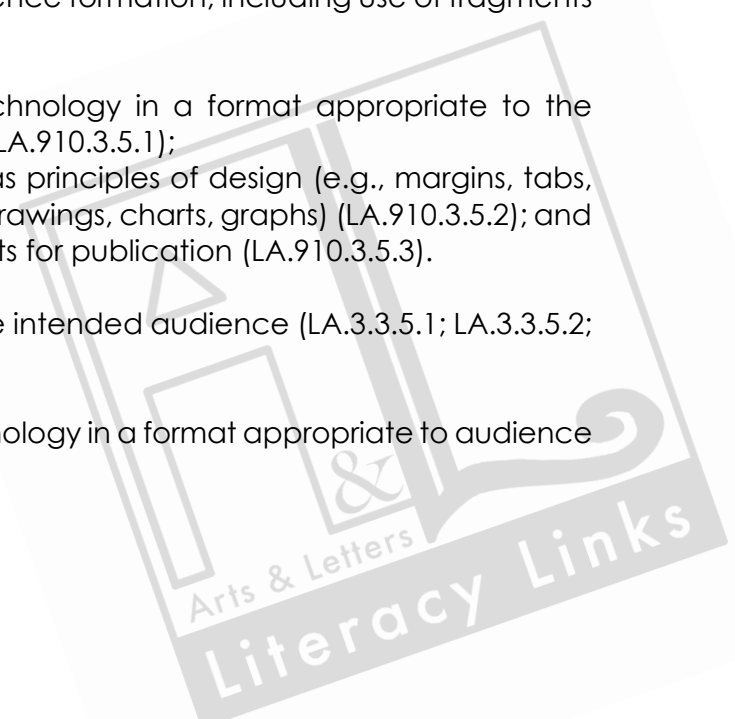 ence formation, including use of fragments
chnology in a format appropriate to the
LA.910.3.5.1);
as principles of design (e.g., margins, tabs,
rawings, charts, graphs) (LA.910.3.5.2); and
ts for publication (LA.910.3.5.3).
e intended audience (LA.3.3.5.1; LA.3.3.5.2;
nology in a format appropriate to audience
A & L
Arts & Letters
Literacy Links